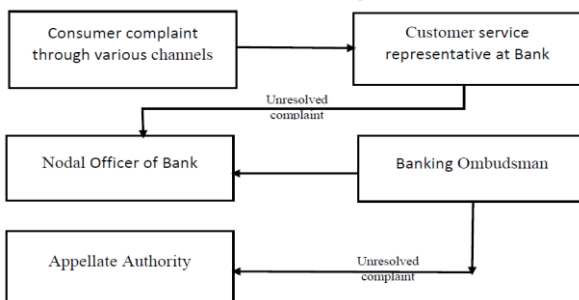 Consumer complaint
through various channels
Customer service
representative at Bank
Unresolved
complaint
Nodal Officer of Bank
Banking Ombudsman
Appellate Authority
Unresolved
complaint